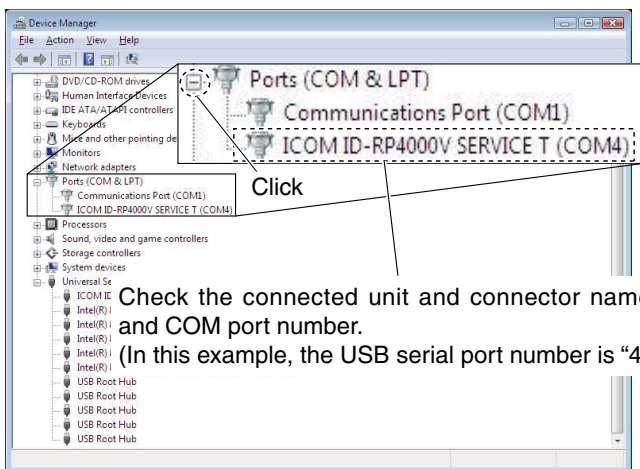 Device Manager
File Action View Help
DVD/CD-ROM drives
Human Interface Devices
IDE ATA/ATAPI controllers
Keyboards
Mice and other pointing de
Monitors
Network adapters
Ports (COM & LPT)
Communications Port (COM1)
ICOM ID-RP4000V SERVICE T (COM4)
Processors
Sound, video and game controllers
Storage controllers
System devices
Universal Se
ICOM ID
Intel(R)
Intel(R)
Intel(R)
Intel(R)
Intel(R)
USB Root Hub
USB Root Hub
USB Root Hub
USB Root Hub
USB Root Hub
Ports (COM & LPT)
Communications Port (COM1)
ICOM ID-RP4000V SERVICE T (COM4)
Click
Check the connected unit and connector name
and COM port number.
(In this example, the USB serial port number is “4